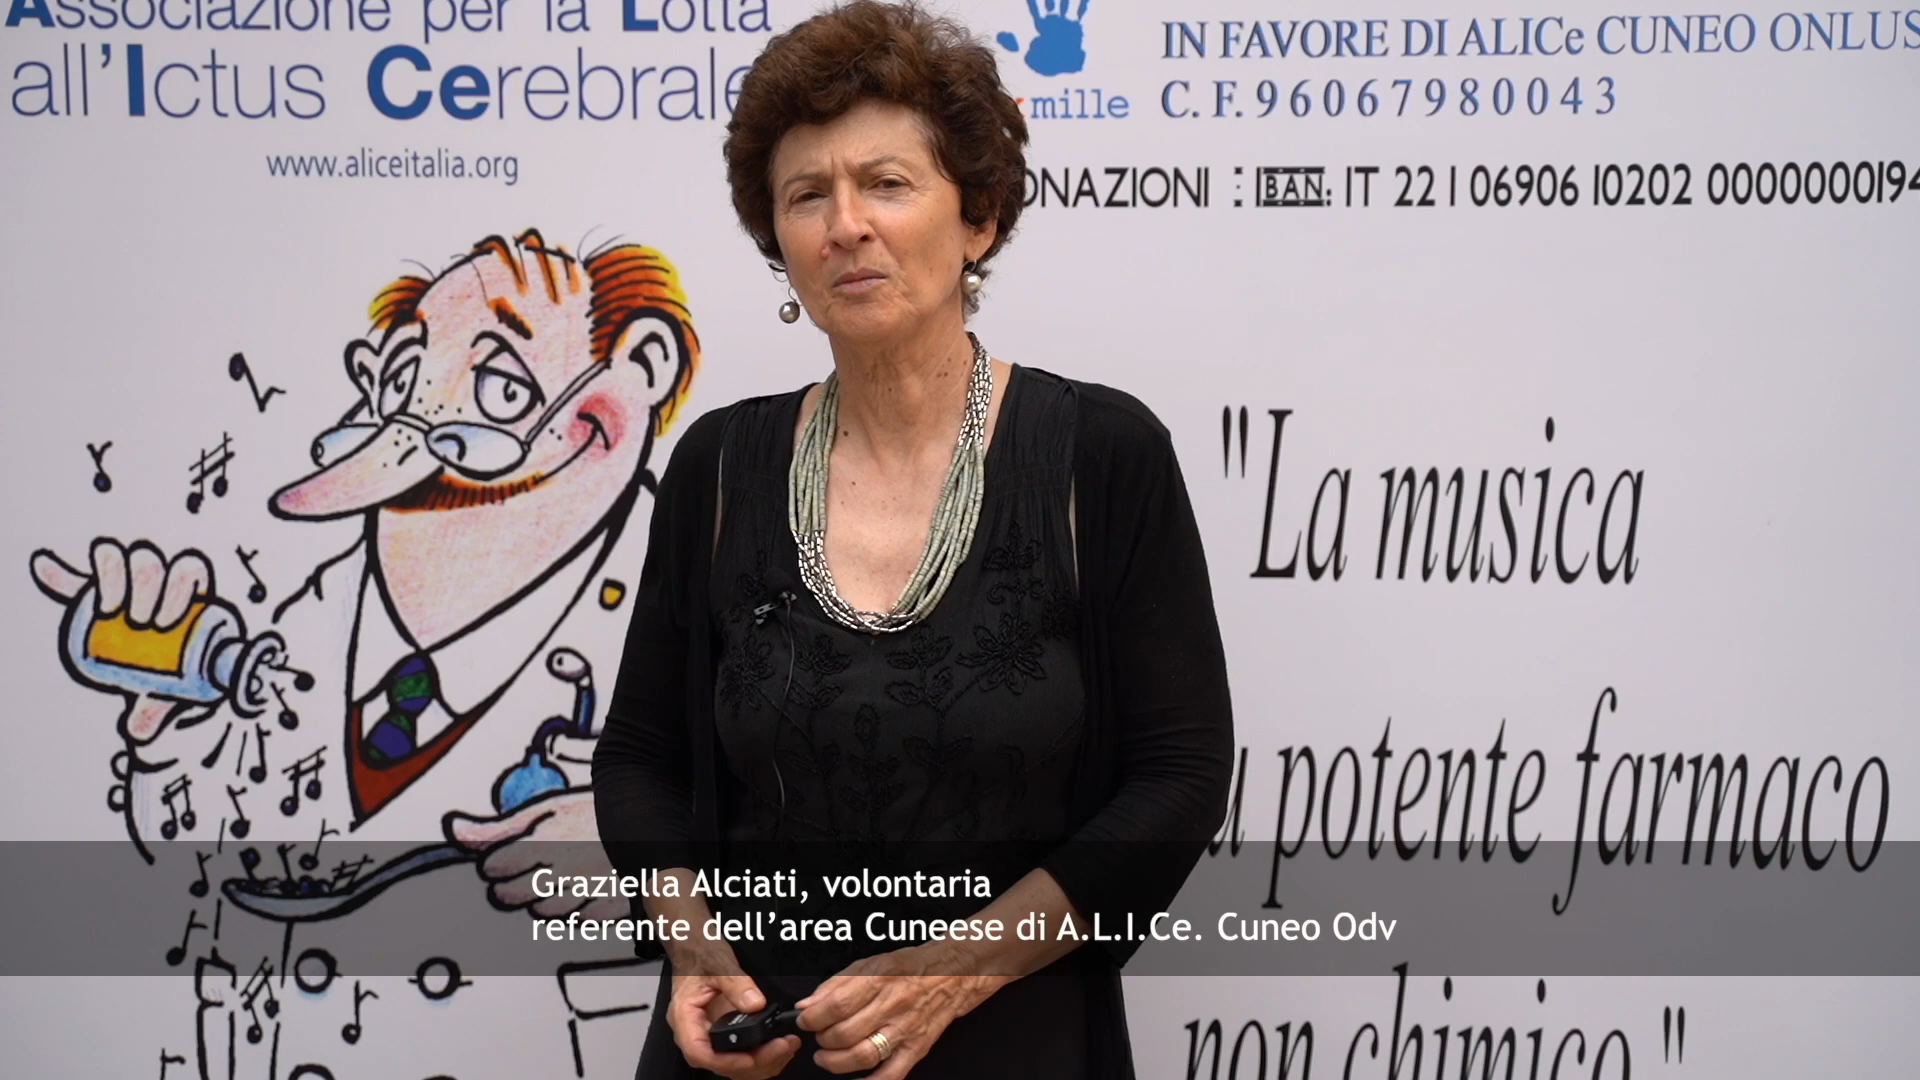 Associazione per la Lotta
all'Ictus Cerebrale
www.aliceitalia.org
mille
IN FAVORE DI ALICe CUNEO ONLUS
C. F. 96067980043
ONAZIONI : IBAN: IT 22 I 06906 10202 000000019
"La musica
potente farmaco
non chimico."
Graziella Alciati, volontaria
referente dell’area Cuneese di A.L.I.Ce. Cuneo Odv